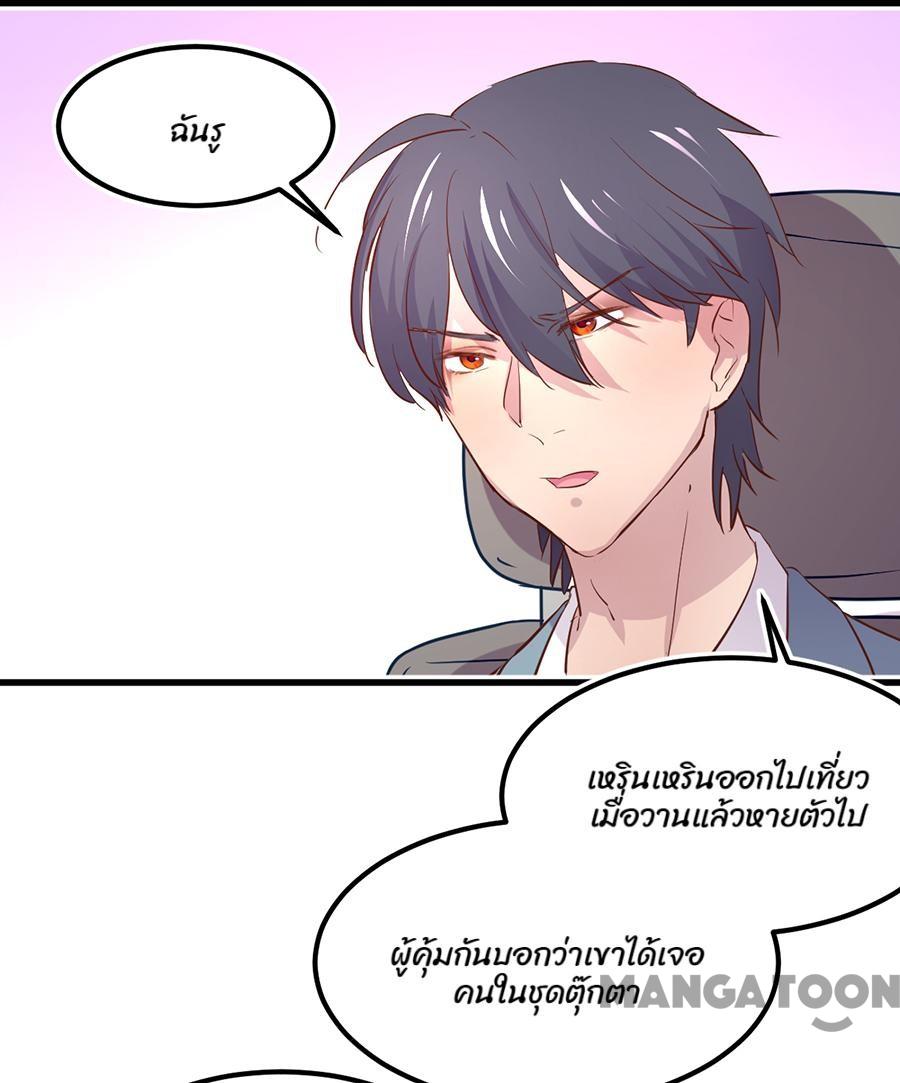 ฉันรู
เหรินเหรินออกไปเที่ยว
เมื่อวานแล้วหายตัวไป
ผู้คุ้มกันบอกว่าเขาได้เจอ
คนในชุดตุ๊กตา
MANGATOON